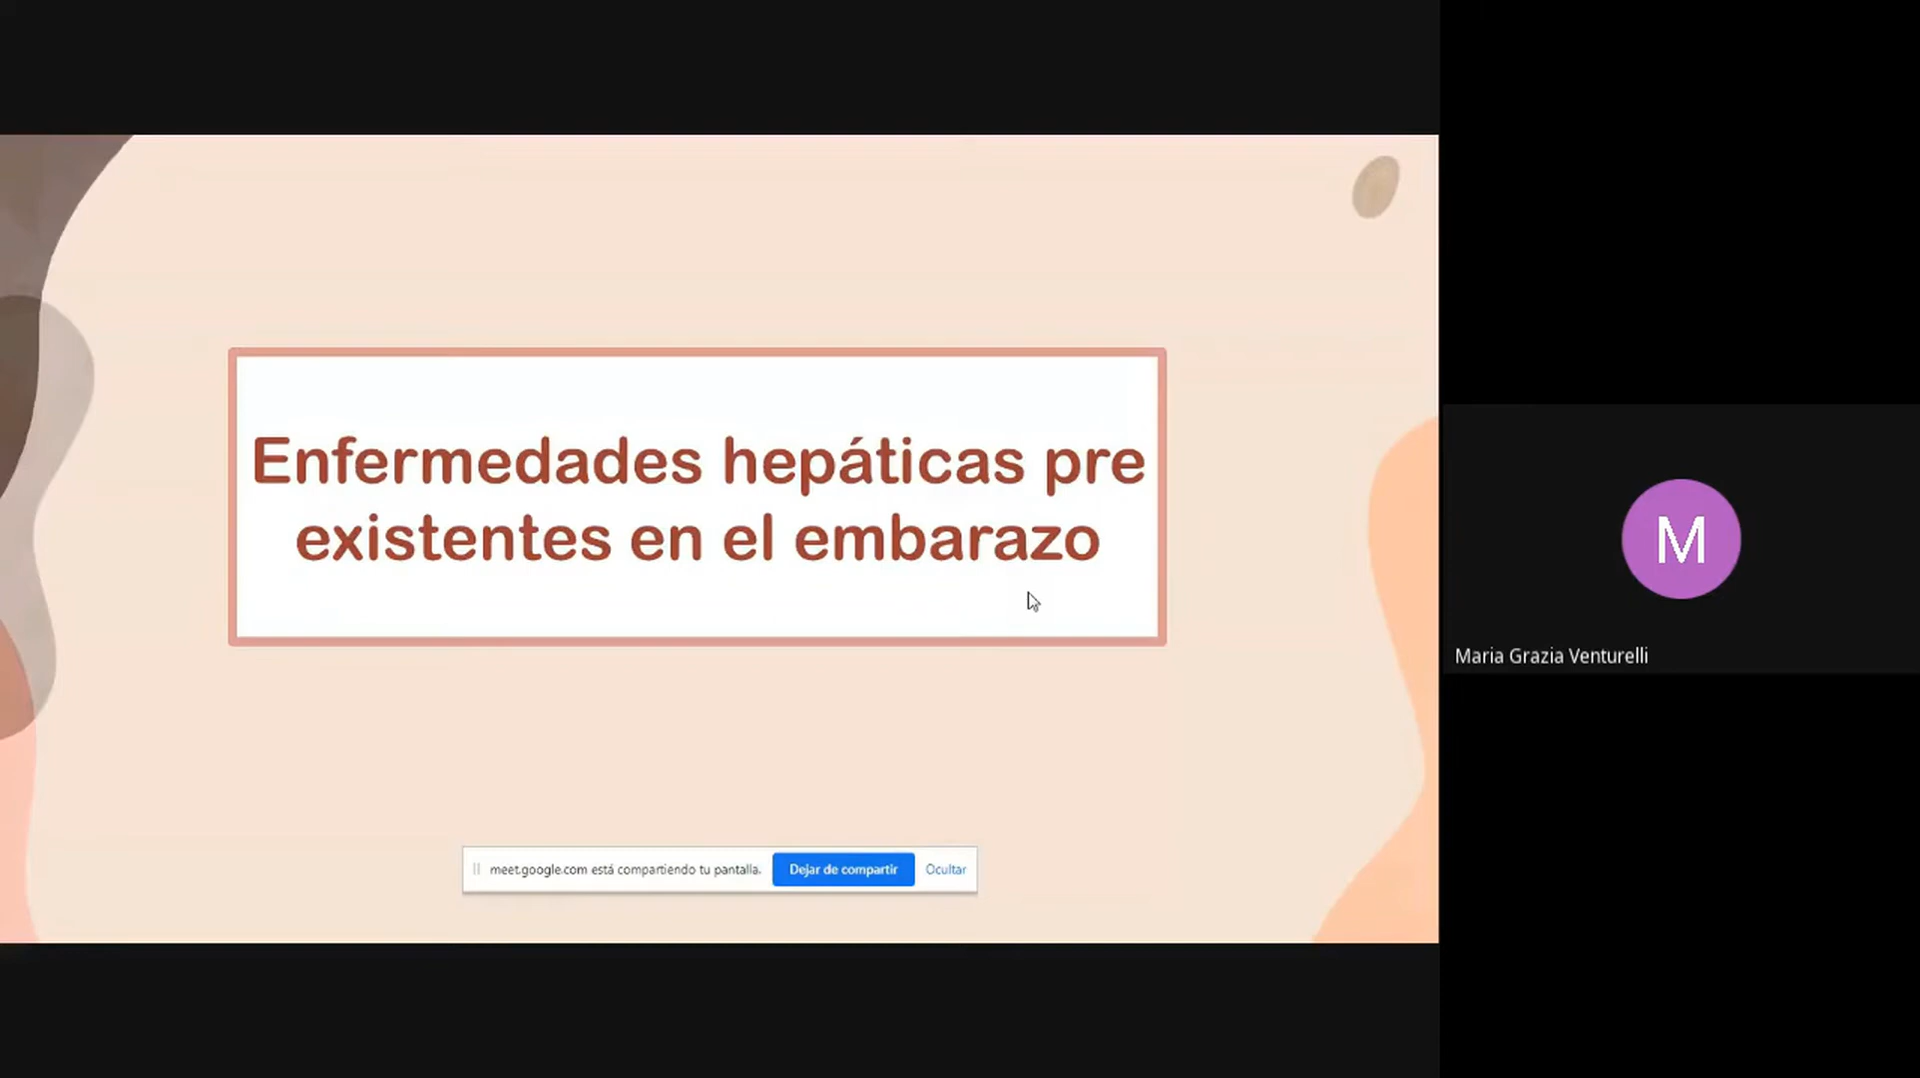 Enfermedades hepáticas pre
existentes en el embarazo
M
Maria Grazia Venturelli
meet.google.com está compartiendo tu pantalla. Dejar de compartir Ocultar